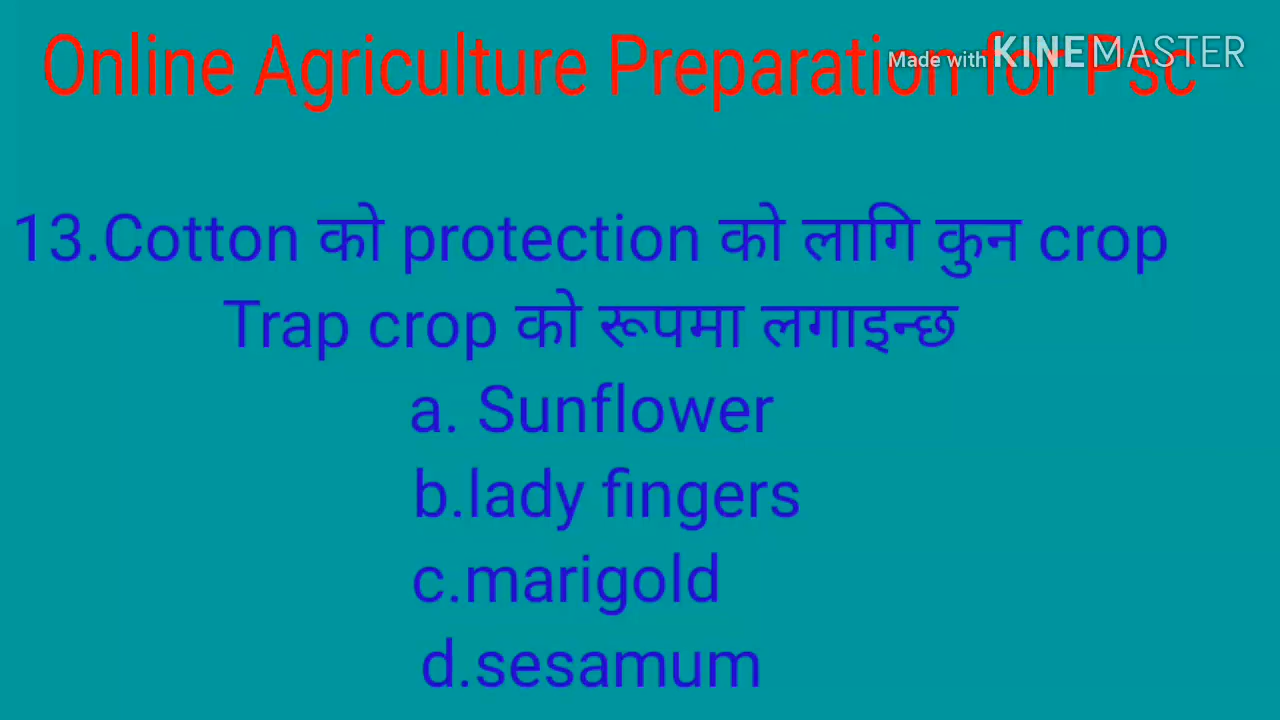 Online Agriculture Preparation for Psc
Made with KINEMASTER
13.Cotton को protection को लागि कुन crop
Trap crop को रूपमा लगाइन्छ
a. Sunflower
b.lady fingers
c.marigold
d.sesamum